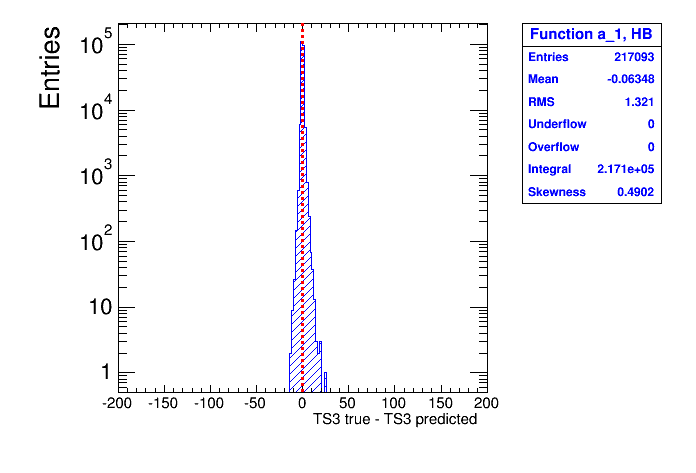 Function a_1, HB
Entries 217093
Mean -0.06348
RMS 1.321
Underflow 0
Overflow 0
Integral 2.171e+05
Skewness 0.4902
Entries
10^5
10^4
10^3
10^2
10
1
-200 -150 -100 -50 0 50 100 150 200
TS3 true - TS3 predicted